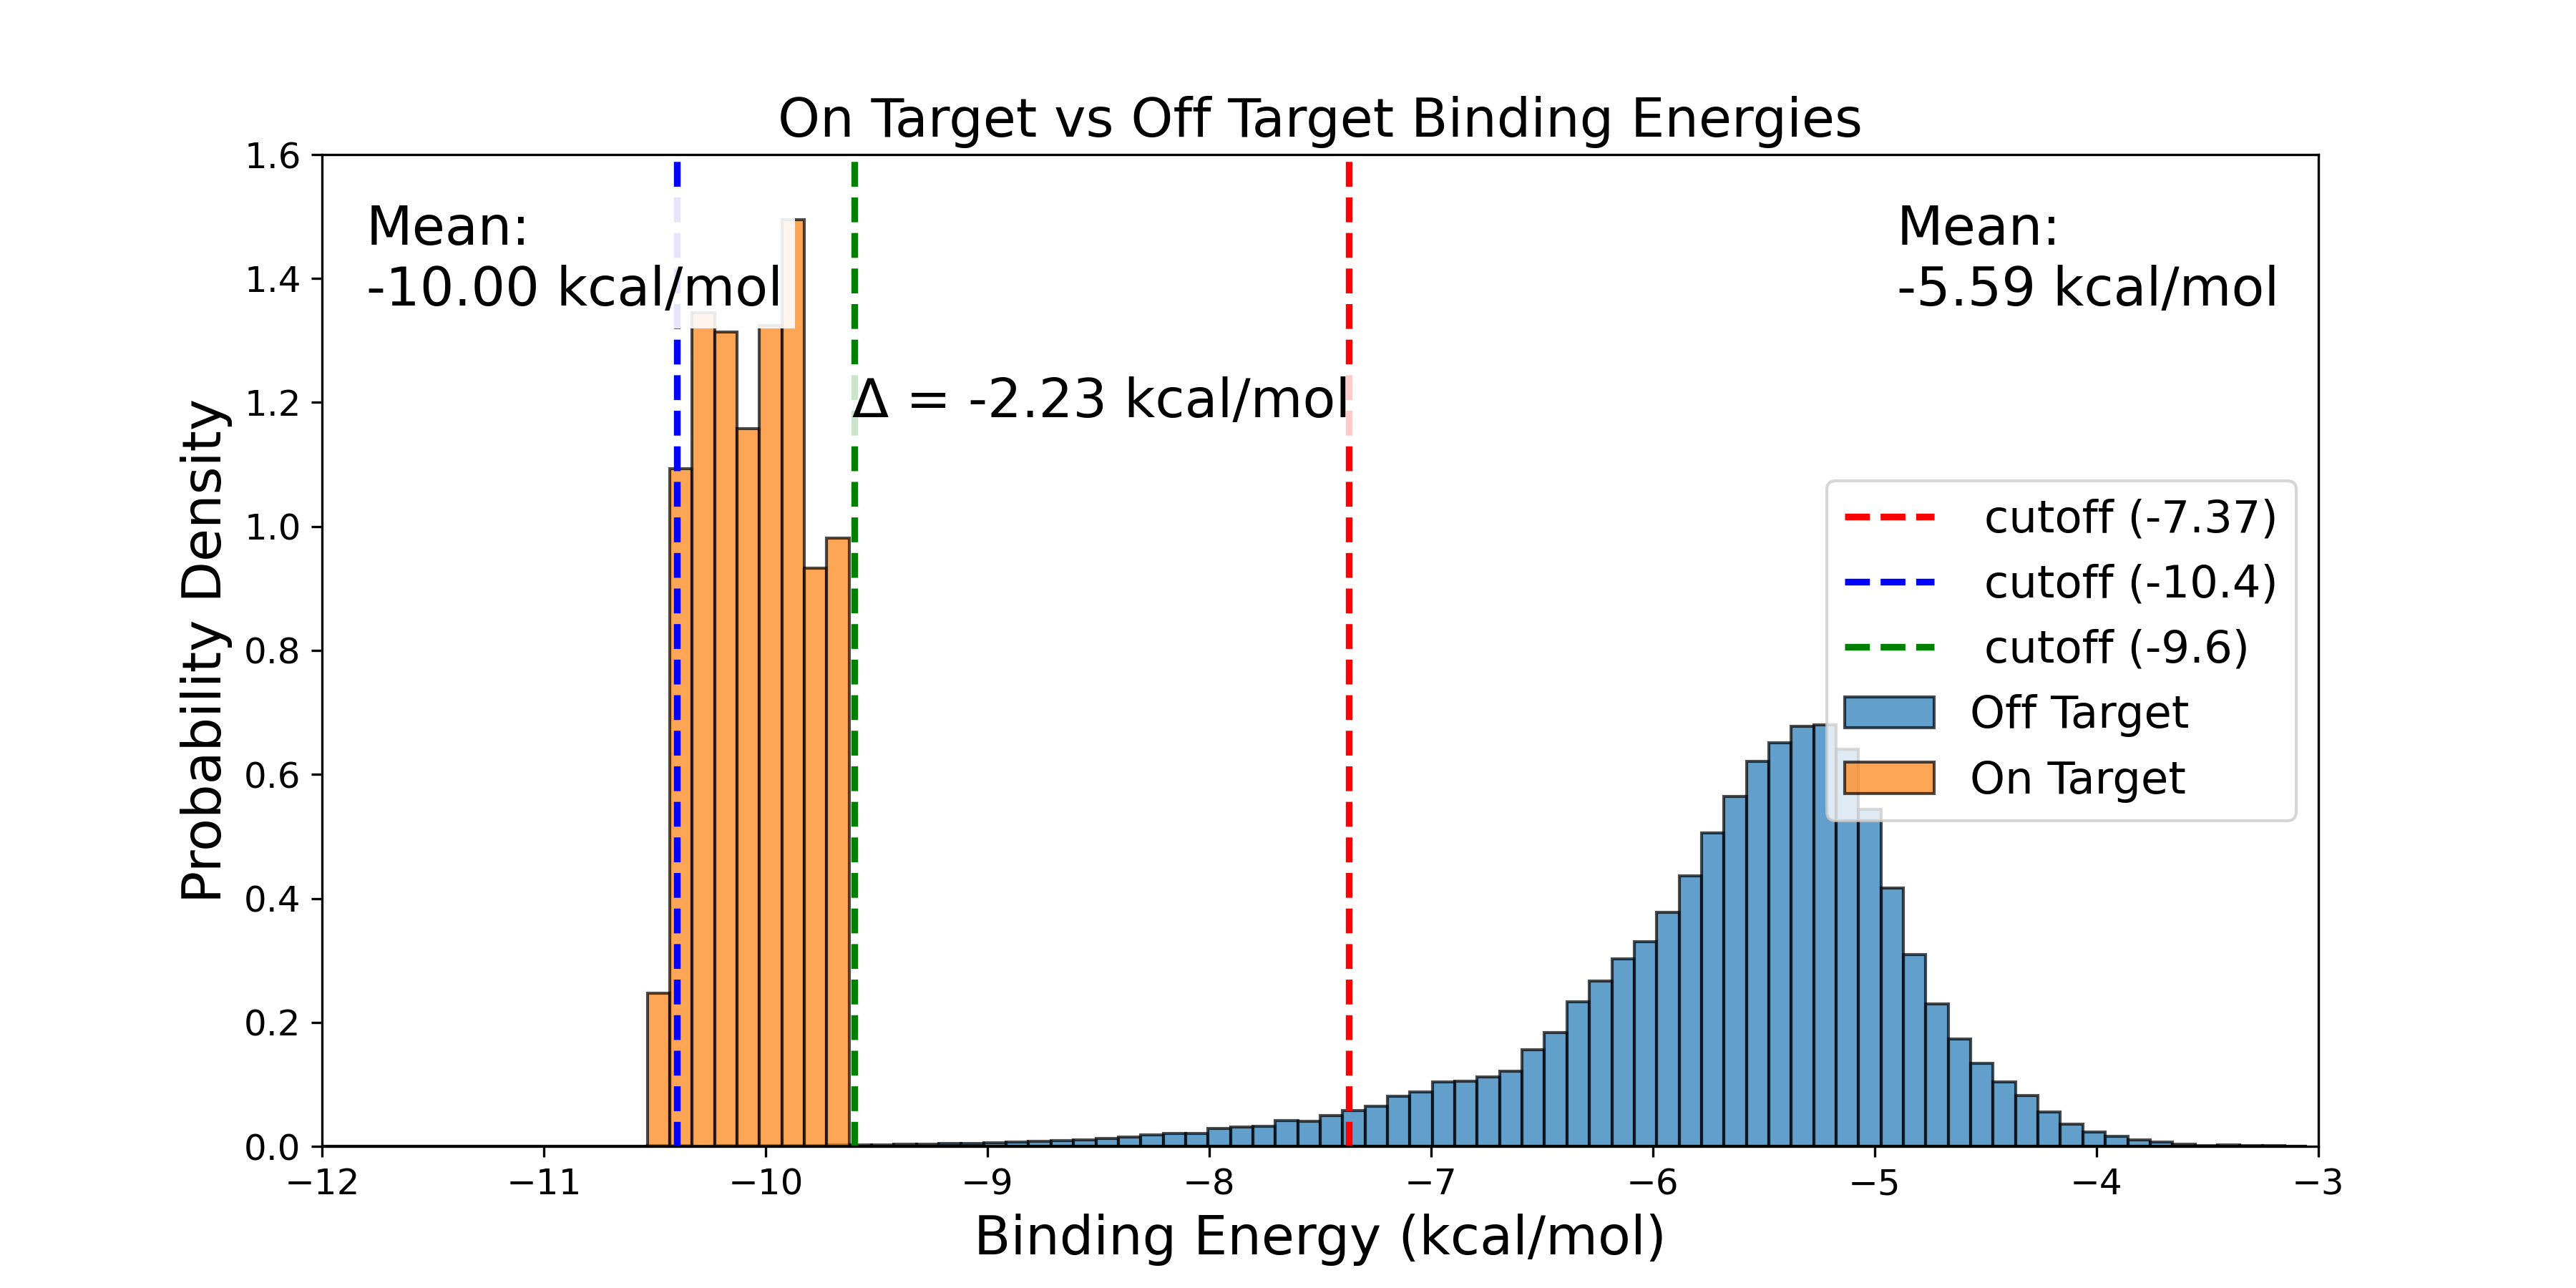 On Target vs Off Target Binding Energies
Probability Density
1.6
1.4
1.2
1.0
0.8
0.6
0.4
0.2
0.0
Mean:
-10.00 kcal/mol
Mean:
-5.59 kcal/mol
Δ = -2.23 kcal/mol
cutoff (-7.37)
cutoff (-10.4)
cutoff (-9.6)
Off Target
On Target
−12 −11 −10 −9 −8 −7 −6 −5 −4 −3
Binding Energy (kcal/mol)